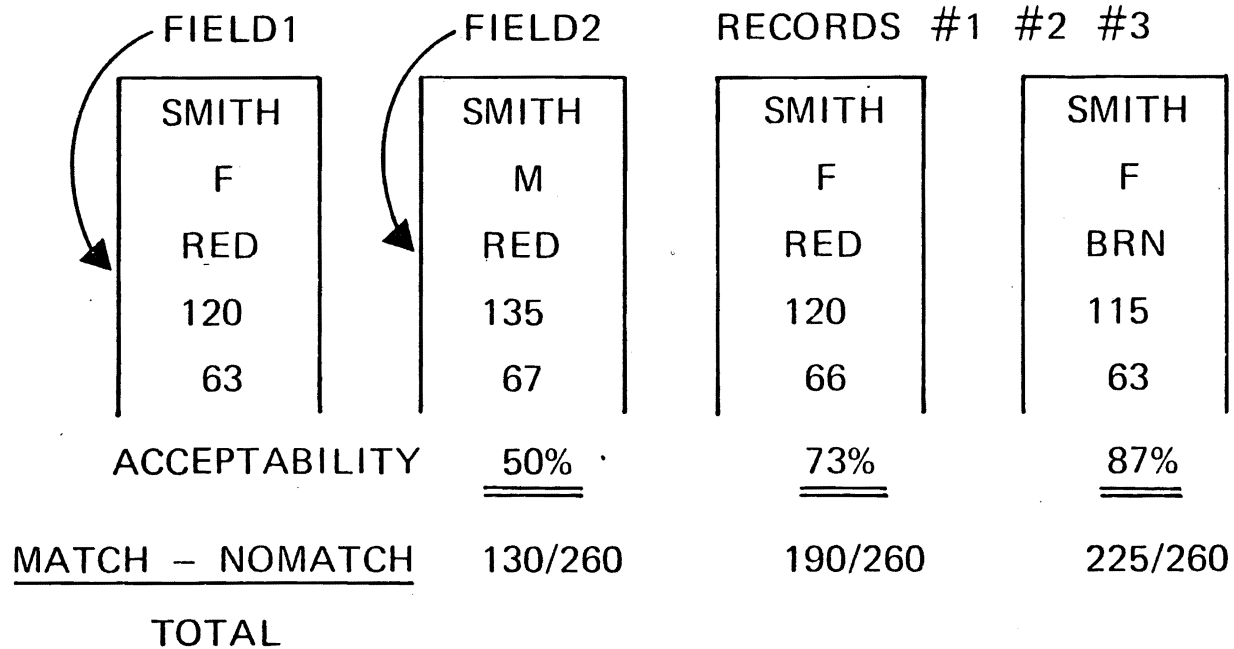 FIELD1 FIELD2 RECORDS #1 #2 #3
SMITH SMITH SMITH SMITH
F M F F
RED RED RED BRN
120 135 120 115
63 67 66 63
ACCEPTABILITY 50% 73% 87%
MATCH – NOMATCH 130/260 190/260 225/260
TOTAL